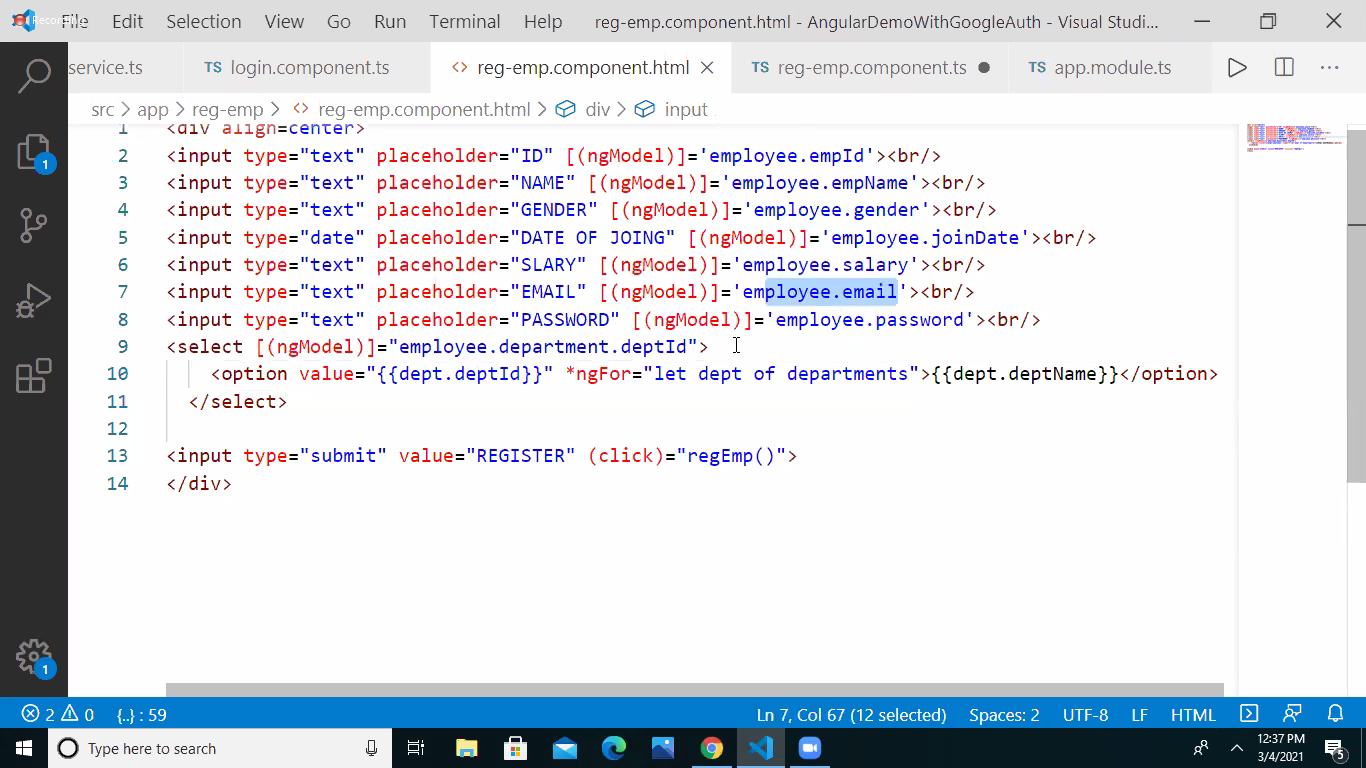 Recording File Edit Selection View Go Run Terminal Help reg-emp.component.html - AngularDemoWithGoogleAuth - Visual Studi...
service.ts TS login.component.ts <> reg-emp.component.html TS reg-emp.component.ts TS app.module.ts
src > app > reg-emp > <> reg-emp.component.html > div > input
1 <div align=center>
2 <input type="text" placeholder="ID" [(ngModel)]='employee.empId'><br/>
3 <input type="text" placeholder="NAME" [(ngModel)]='employee.empName'><br/>
4 <input type="text" placeholder="GENDER" [(ngModel)]='employee.gender'><br/>
5 <input type="date" placeholder="DATE OF JOING" [(ngModel)]='employee.joinDate'><br/>
6 <input type="text" placeholder="SLARY" [(ngModel)]='employee.salary'><br/>
7 <input type="text" placeholder="EMAIL" [(ngModel)]='employee.email'><br/>
8 <input type="text" placeholder="PASSWORD" [(ngModel)]='employee.password'><br/>
9 <select [(ngModel)]="employee.department.deptId">
10 <option value="{{dept.deptId}}" *ngFor="let dept of departments">{{dept.deptName}}</option>
11 </select>
12
13 <input type="submit" value="REGISTER" (click)="regEmp()">
14 </div>
1
1
2 0 {..} : 59 Ln 7, Col 67 (12 selected) Spaces: 2 UTF-8 LF HTML
Type here to search 12:37 PM
3/4/2021 5